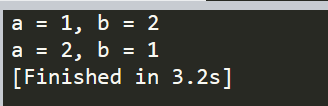 a = 1, b = 2
a = 2, b = 1
[Finished in 3.2s]